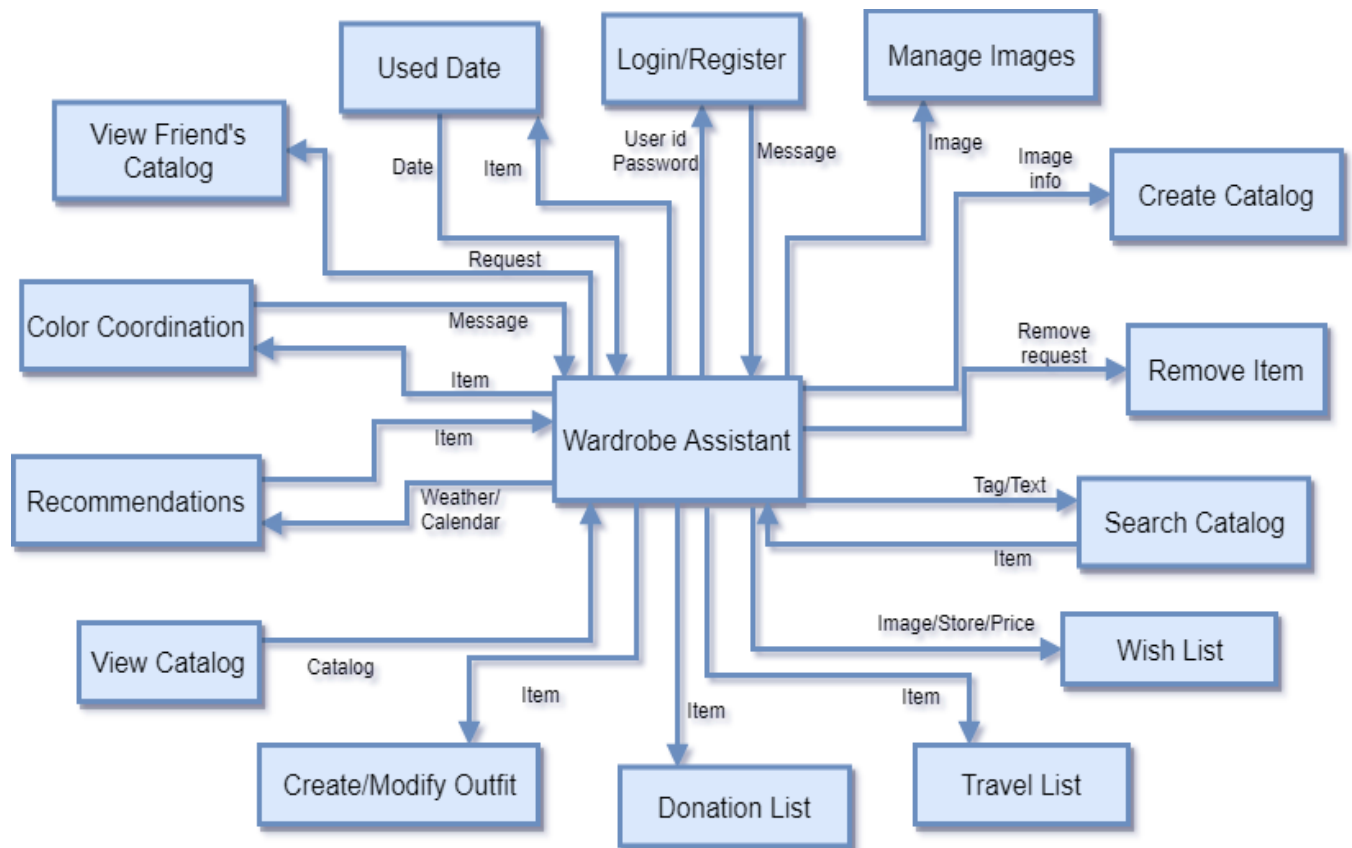 Used Date
Login/Register
Manage Images
View Friend's
Catalog
Date
Item
User id
Password
Message
Image
Image
info
Create Catalog
Request
Color Coordination
Message
Item
Remove
request
Remove Item
Wardrobe Assistant
Item
Recommendations
Weather/
Calendar
Tag/Text
Search Catalog
Item
View Catalog
Catalog
Image/Store/Price
Wish List
Item
Item
Item
Create/Modify Outfit
Donation List
Travel List